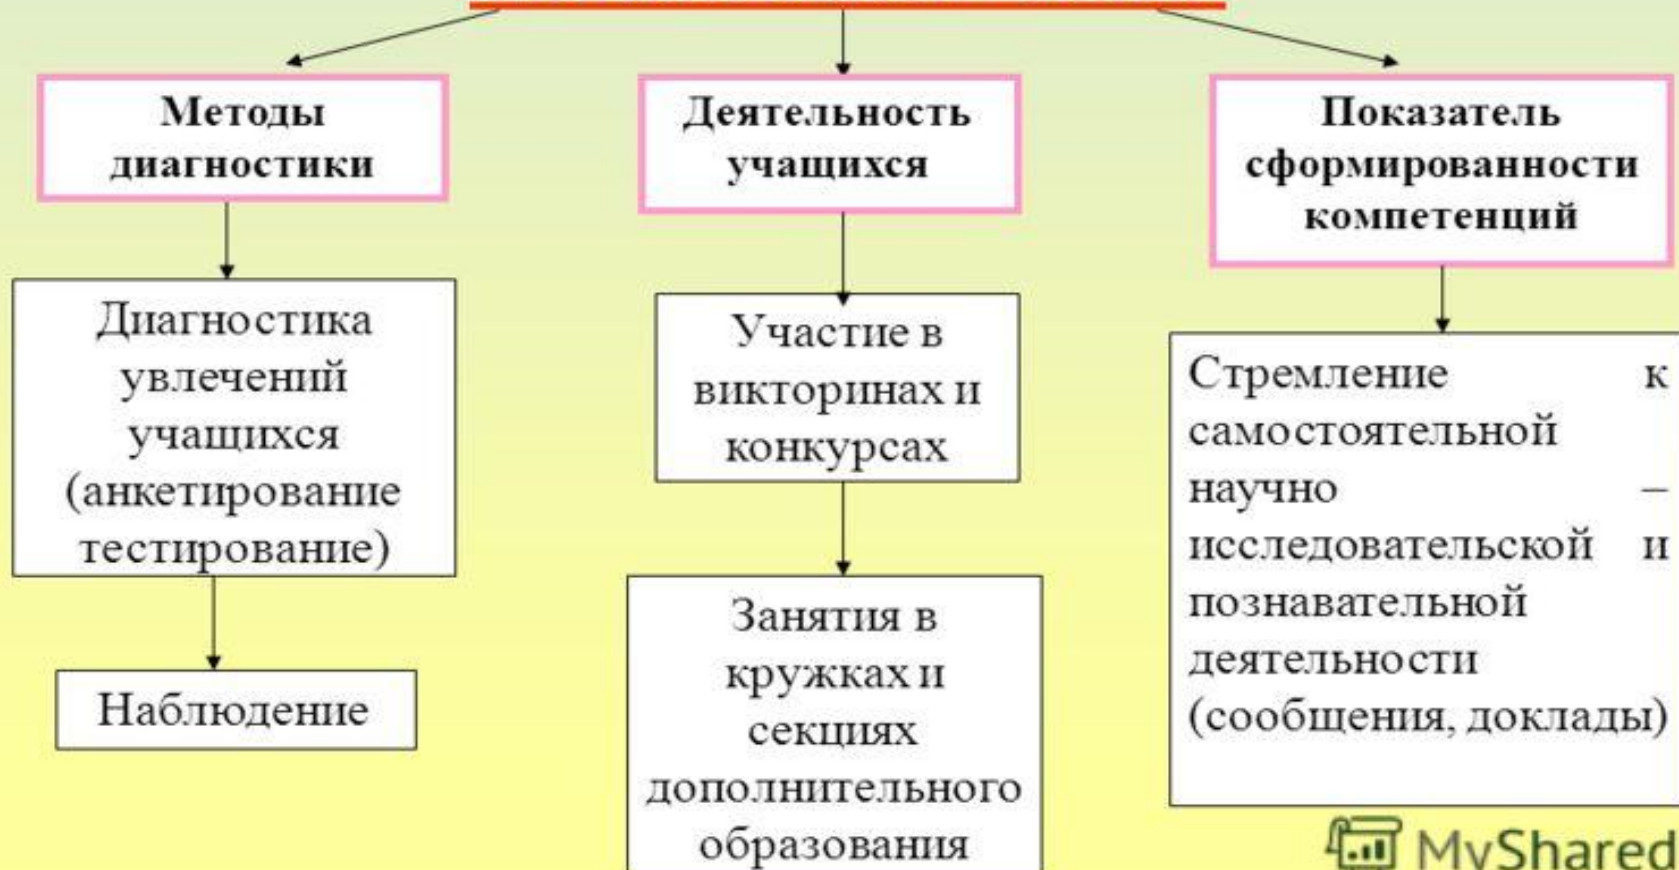 Методы
диагностики
Диагностика
увлечений
учащихся
(анкетирование
тестирование)
Наблюдение
Деятельность
учащихся
Участие в
викторинах и
конкурсах
Занятия в
кружках и
секциях
дополнительного
образования
Показатель
сформированности
компетенций
Стремление к
самостоятельной
научно –
исследовательской и
познавательной
деятельности
(сообщения, доклады)
MyShared